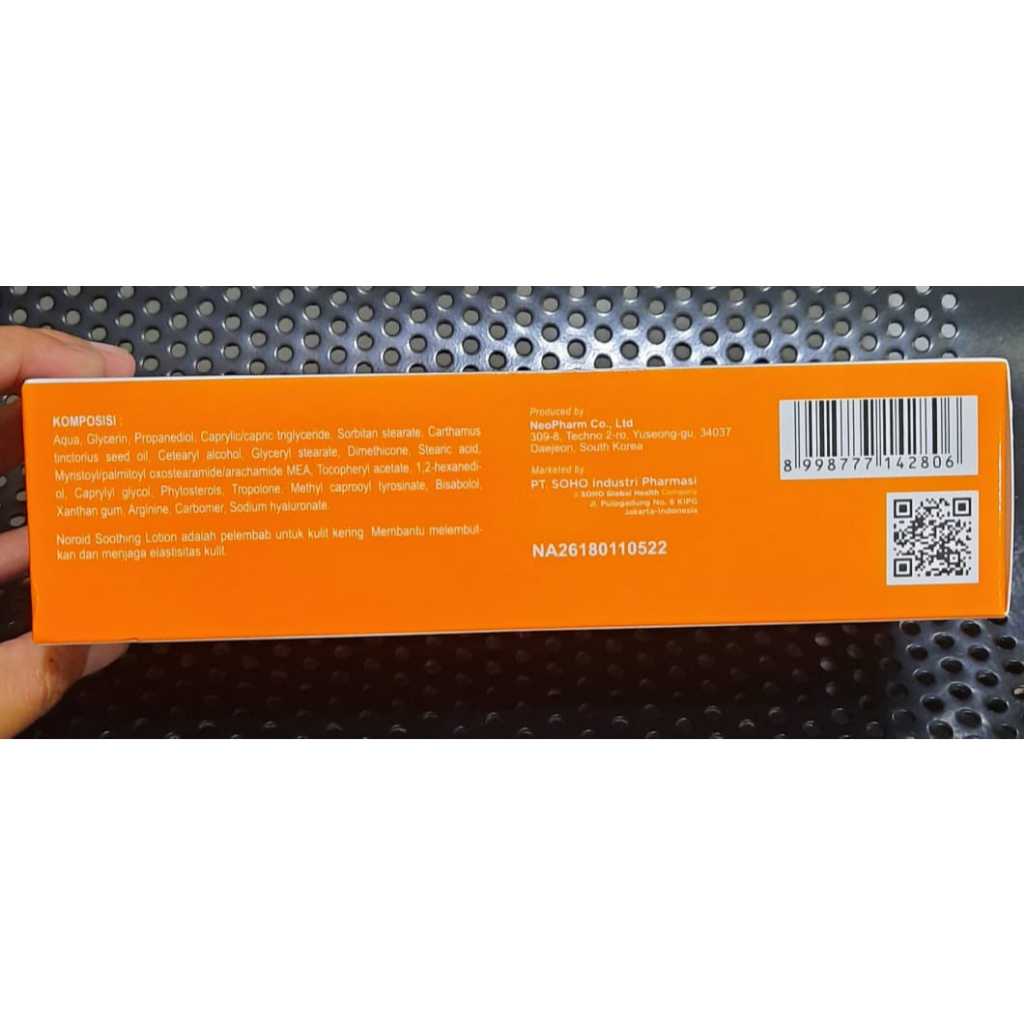 KOMPOSISI :
Aqua, Glycerin, Propanediol, Caprylic/capric triglyceride, Sorbitan stearate, Carthamus
tinctorius seed oil, Cetearyl alcohol, Glyceryl stearate, Dimethicone, Stearic acid,
Myristoyl/palmitoyl oxostearamide/arachamide MEA, Tocopheryl acetate, 1,2-hexanedi-
ol, Caprylyl glycol, Phytosterols, Tropolone, Methyl caprooyl tyrosinate, Bisabolol,
Xanthan gum, Arginine, Carbomer, Sodium hyaluronate.
Noroid Soothing Lotion adalah pelembab untuk kulit kering. Membantu melembut-
kan dan menjaga elastisitas kulit.
Produced by
NeoPharm Co., Ltd
309-8, Techno 2-ro, Yuseong-gu, 34037
Daejeon, South Korea
Marketed by
PT. SOHO Industri Pharmasi
a SOHO Global Health Company
Jl. Pulogadung No. 6 KIPG
Jakarta-Indonesia
NA26180110522
8 998777 142806